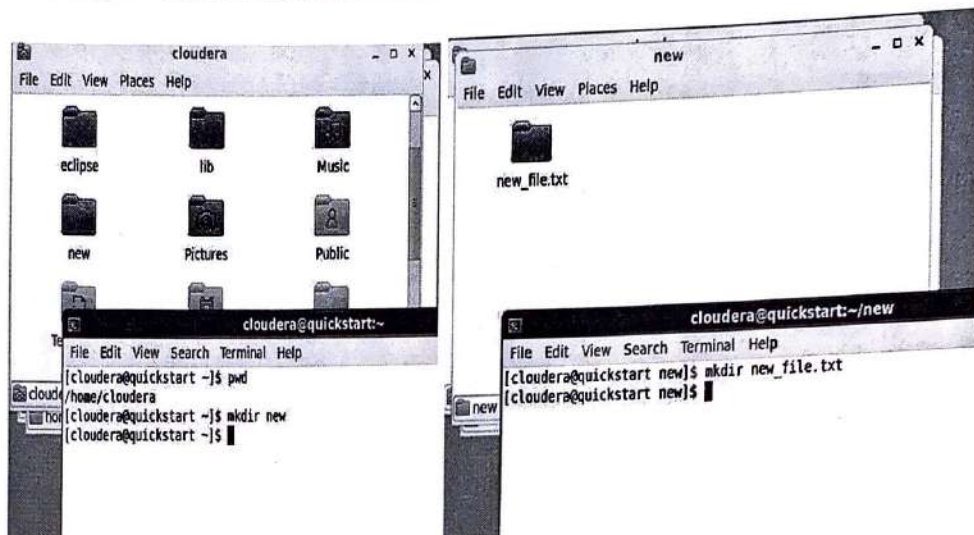 cloudera
File Edit View Places Help
eclipse lib Music
new Pictures Public
Te
cloudera@quickstart:~
File Edit View Search Terminal Help
[cloudera@quickstart ~]$ pwd
/home/cloudera
[cloudera@quickstart ~]$ mkdir new
[cloudera@quickstart ~]$
cloude
hor
new
File Edit View Places Help
new_file.txt
cloudera@quickstart:~/new
File Edit View Search Terminal Help
[cloudera@quickstart new]$ mkdir new_file.txt
[cloudera@quickstart new]$
new